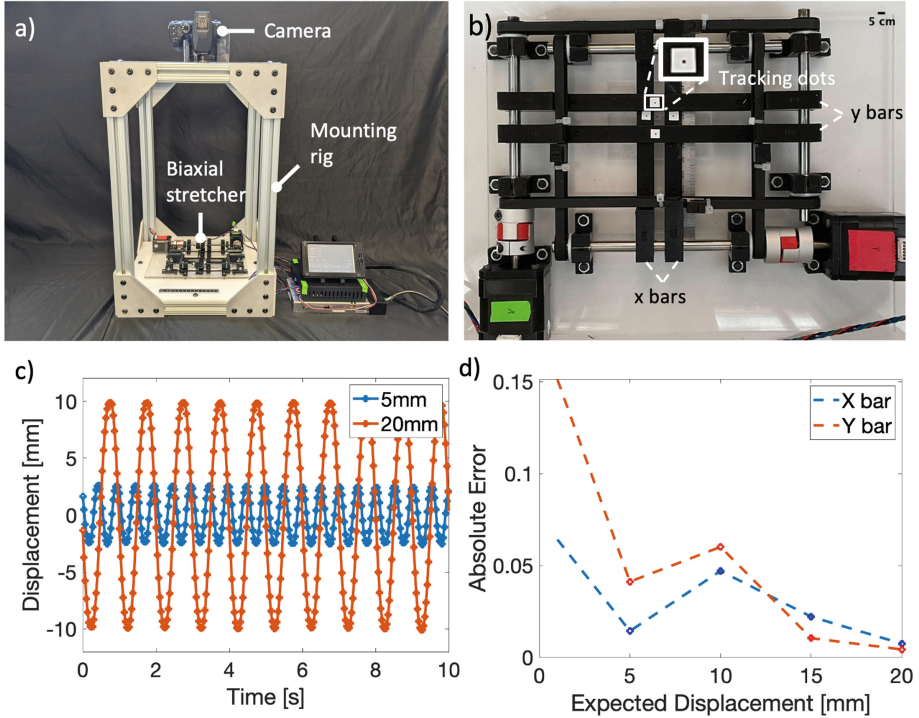 a)
Camera
Mounting
rig
Biaxial
stretcher
b)
5 cm
Tracking dots
y bars
x bars
c)
10
5
0
-5
-10
Displacement [mm]
5mm
20mm
0
2
4
6
8
10
Time [s]
d)
0.15
0.1
0.05
0
Absolute Error
X bar
Y bar
0
5
10
15
20
Expected Displacement [mm]